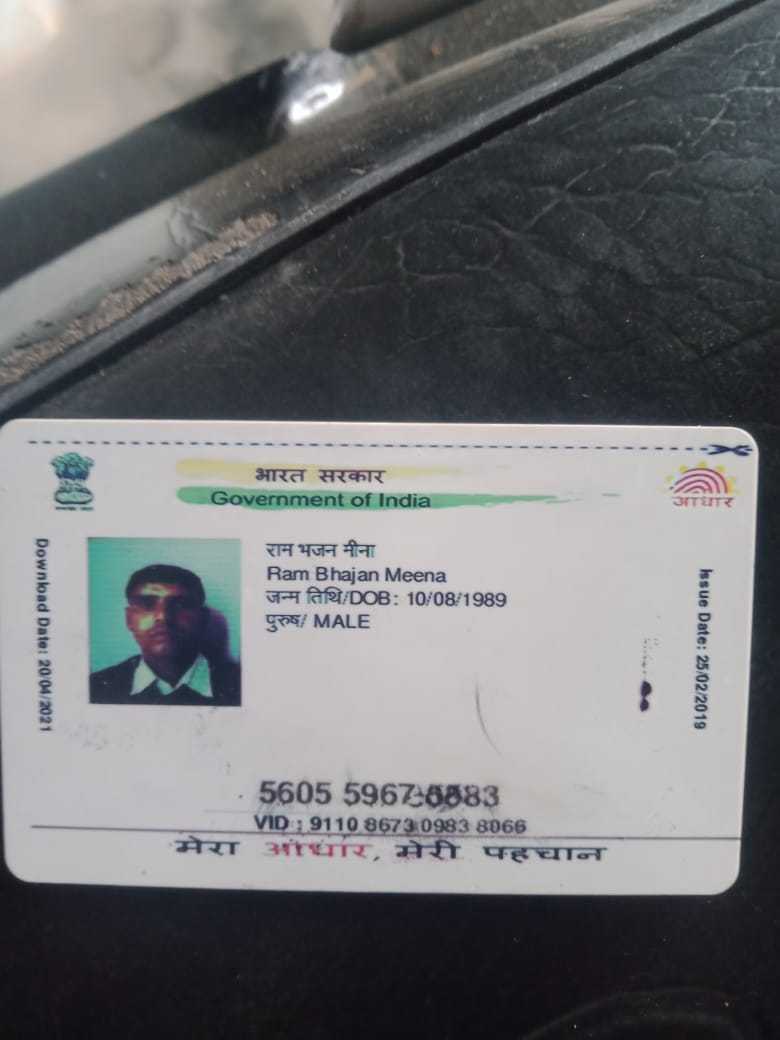 भारत सरकार
Government of India
आधार
राम भजन मीना
Ram Bhajan Meena
जन्म तिथि/DOB: 10/08/1989
पुरुष/ MALE
Download Date: 20/04/2021
Issue Date: 25/02/2019
5605 5967
VID : 9110 8673 0983 8066
मेरा आधार, मेरी पहचान